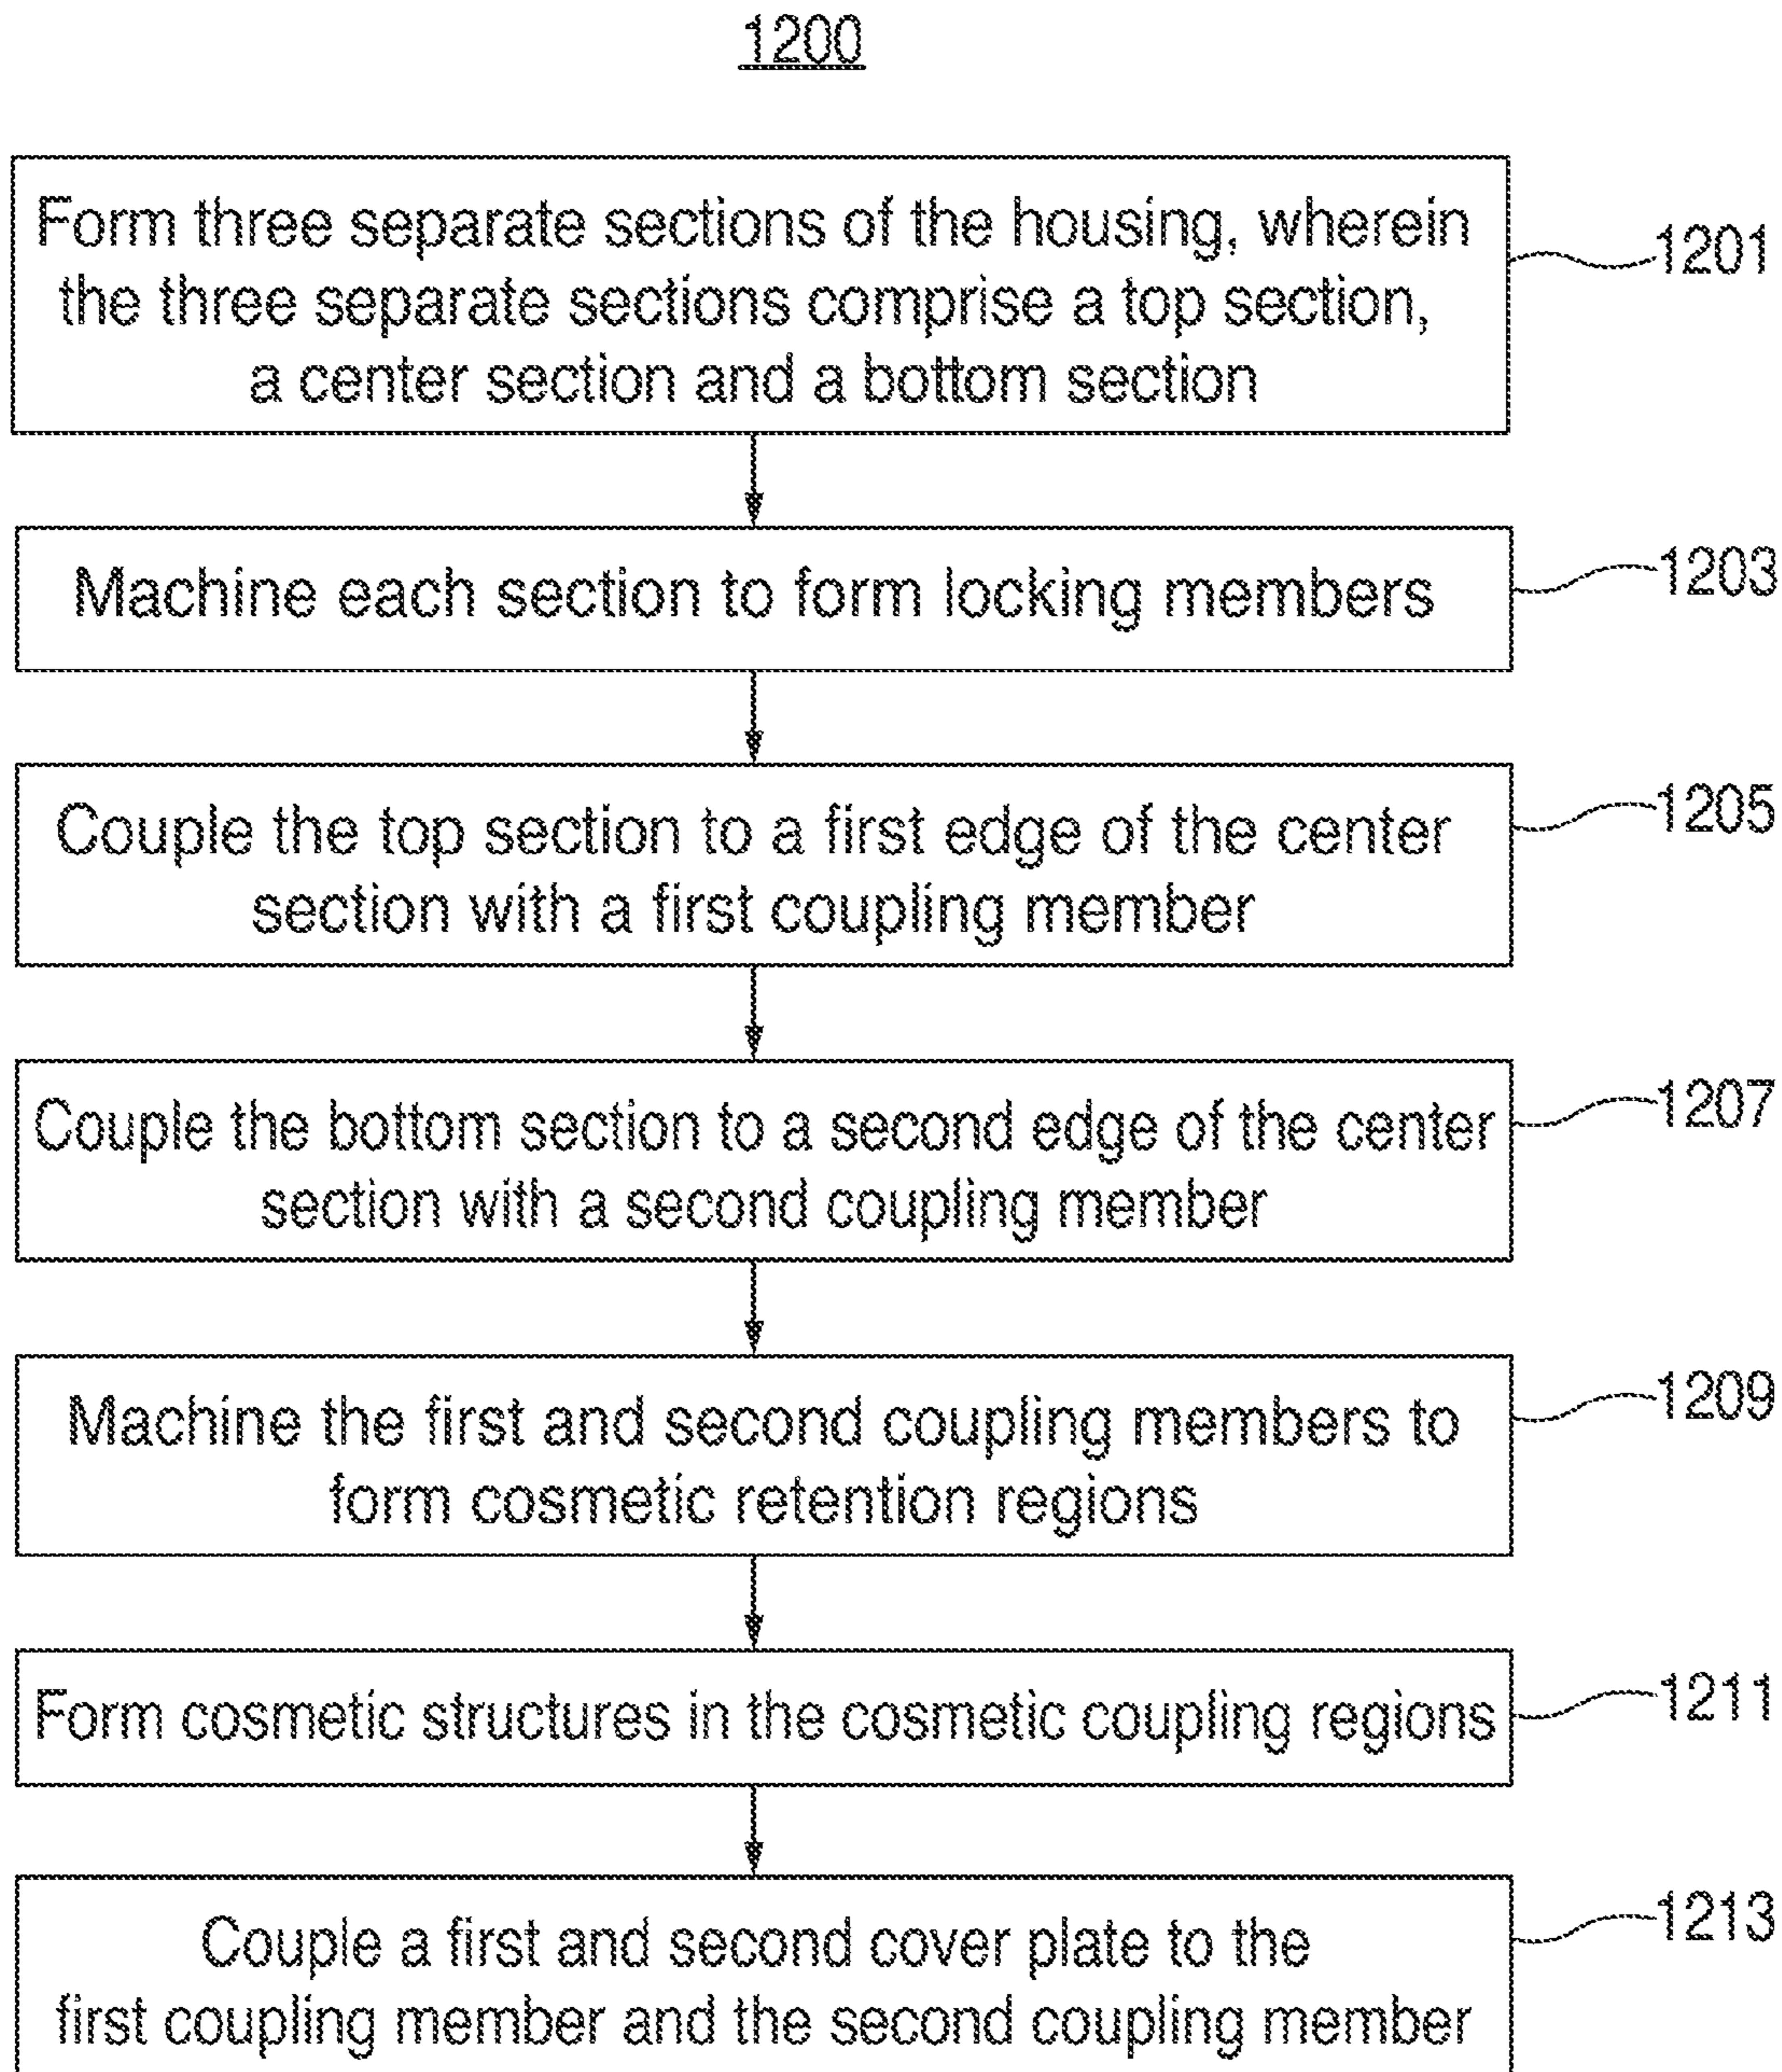 1200
Form three separate sections of the housing, wherein
the three separate sections comprise a top section,
a center section and a bottom section
1201
Machine each section to form locking members
1203
Couple the top section to a first edge of the center
section with a first coupling member
1205
Couple the bottom section to a second edge of the center
section with a second coupling member
1207
Machine the first and second coupling members to
form cosmetic retention regions
1209
Form cosmetic structures in the cosmetic coupling regions
1211
Couple a first and second cover plate to the
first coupling member and the second coupling member
1213